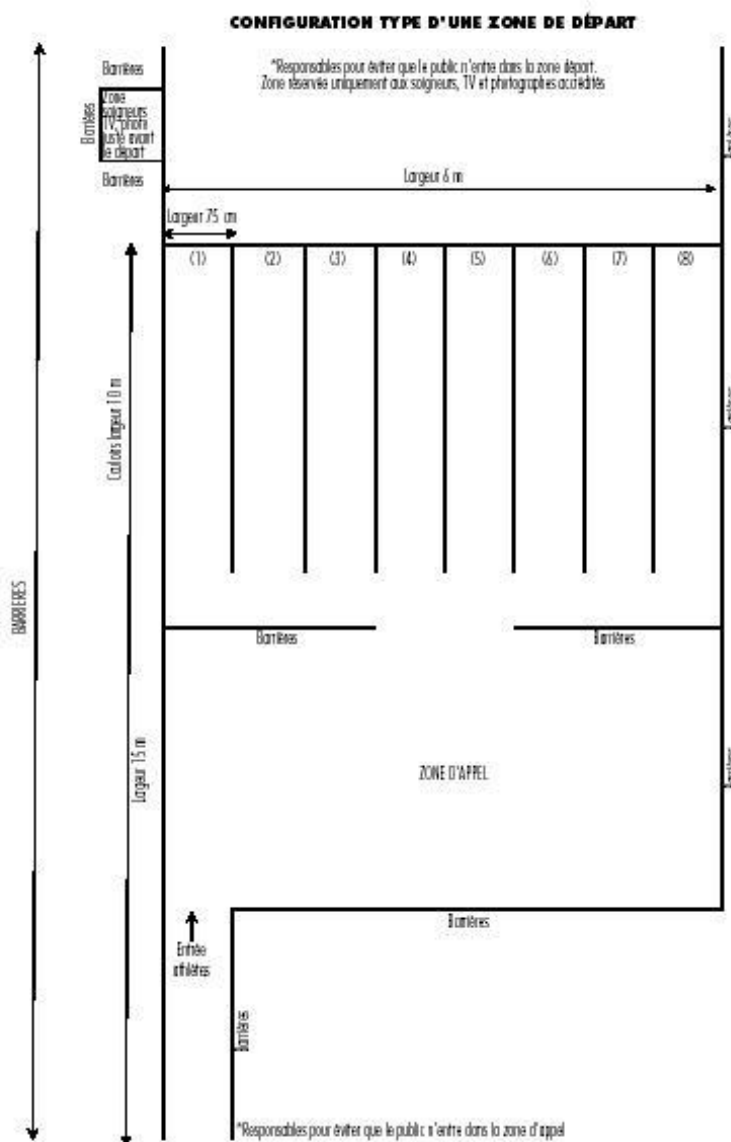 CONFIGURATION TYPE D'UNE ZONE DE DÉPART
*Responsables pour éviter que le public n'entre dans la zone départ.
Zone réservée uniquement aux soigneurs, TV et photographes accrédités
Barrières
Barrières
Zone
soigneurs
TV, photo
juste avant
le départ
Barrières
Barrières
Largeur 6 m
Largeur 75 cm
(1) (2) (3) (4) (5) (6) (7) (8)
Couloirs largeur 10 m
Barrières
BARRIERES
Barrières
Barrières
Largeur 15 m
ZONE D'APPEL
Barrières
Barrières
Entrée
athlètes
Barrières
*Responsables pour éviter que le public n'entre dans la zone d'appel